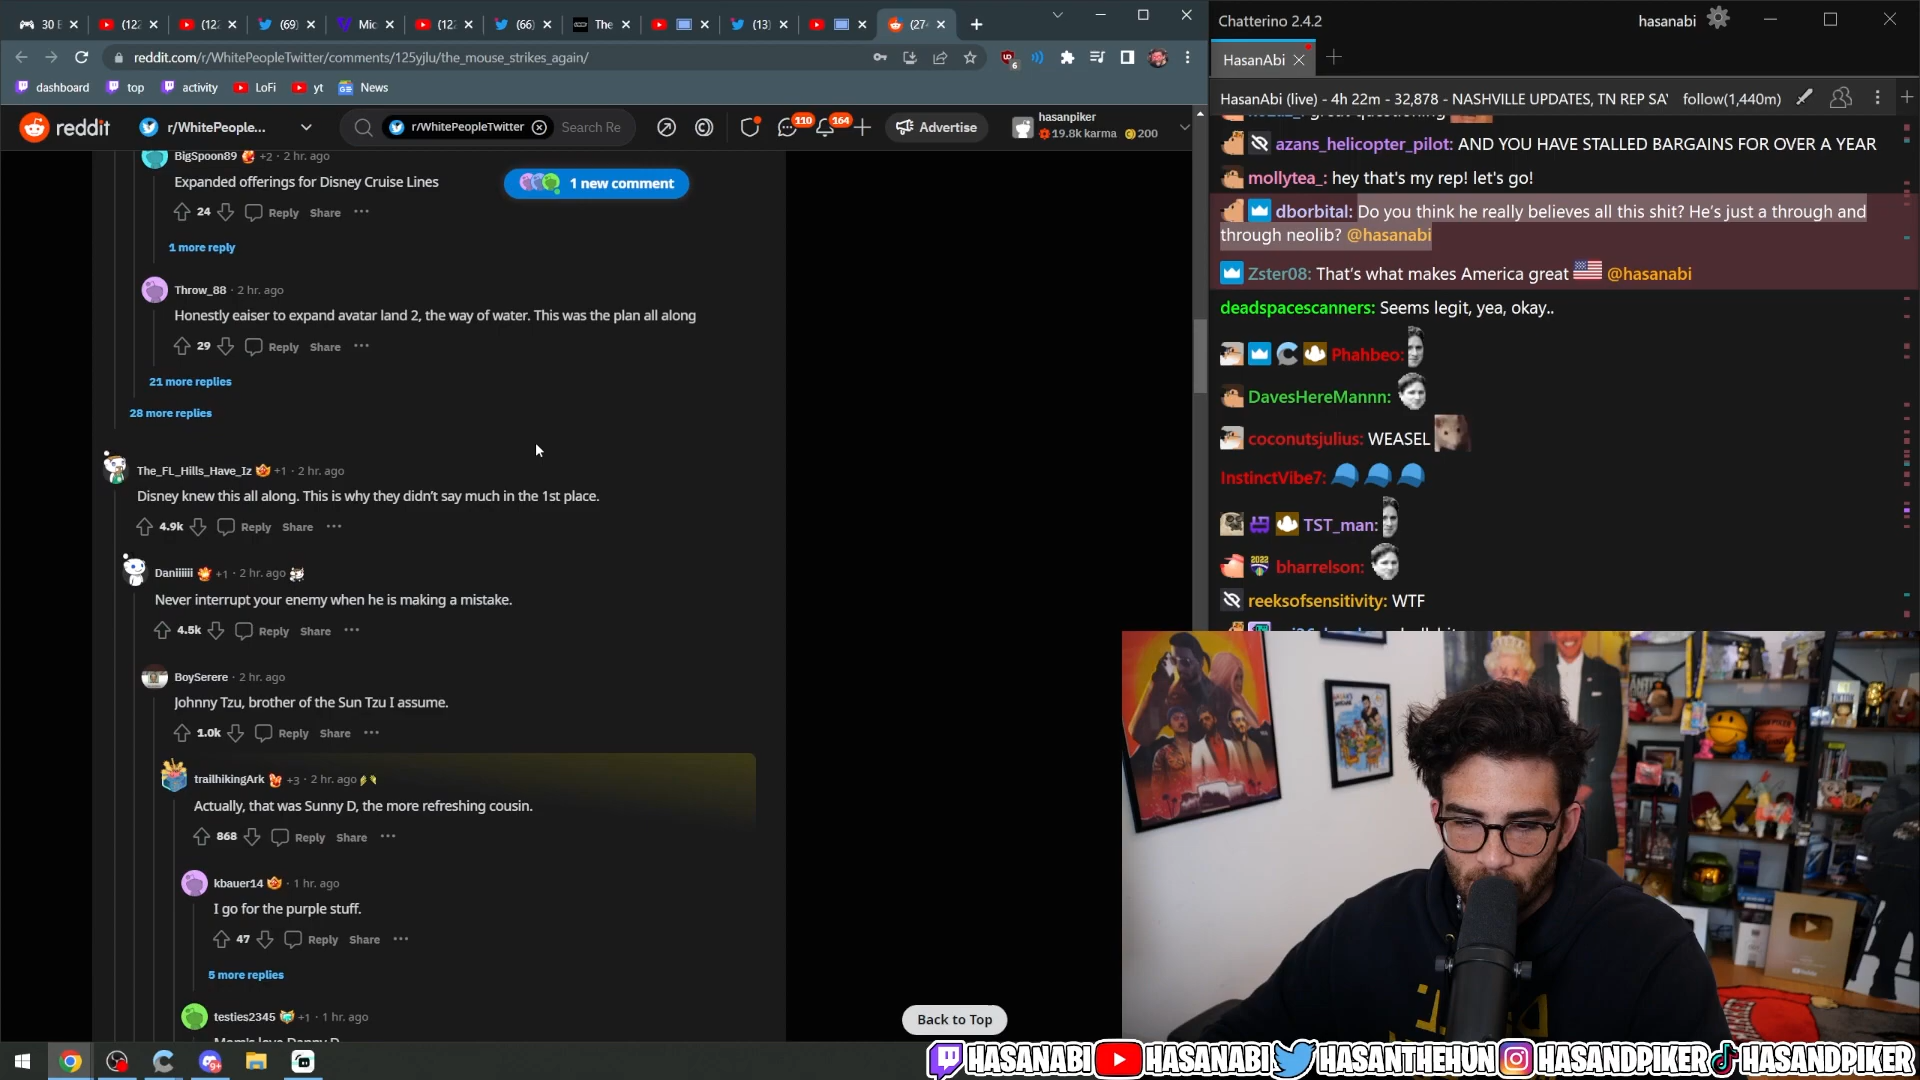 30 E
(122
(122
(69)
Mic
(122
(66)
The
(13)
(27
reddit.com/r/WhitePeopleTwitter/comments/125yjlu/the_mouse_strikes_again/
6
dashboard
top
activity
LoFi
yt
News
reddit
r/WhitePeople...
r/WhitePeopleTwitter
Search Re
110
164
Advertise
hasanpiker
19.8k karma
200
BigSpoon89 +2 · 2 hr. ago
Expanded offerings for Disney Cruise Lines
1 new comment
24 Reply Share ···
1 more reply
Throw_88 · 2 hr. ago
Honestly eaiser to expand avatar land 2, the way of water. This was the plan all along
29 Reply Share ···
21 more replies
28 more replies
The_FL_Hills_Have_Iz +1 · 2 hr. ago
Disney knew this all along. This is why they didn't say much in the 1st place.
4.9k Reply Share ···
Daniiiiii +1 · 2 hr. ago
Never interrupt your enemy when he is making a mistake.
4.5k Reply Share ···
BoySerere · 2 hr. ago
Johnny Tzu, brother of the Sun Tzu I assume.
1.0k Reply Share ···
trailhikingArk +3 · 2 hr. ago
Actually, that was Sunny D, the more refreshing cousin.
868 Reply Share ···
kbauer14 · 1 hr. ago
I go for the purple stuff.
47 Reply Share ···
5 more replies
testies2345 +1 · 1 hr. ago
Back to Top
Chatterino 2.4.2
hasanabi
HasanAbi
HasanAbi (live) - 4h 22m - 32,878 - NASHVILLE UPDATES, TN REP SA
follow(1,440m)
azans_helicopter_pilot: AND YOU HAVE STALLED BARGAINS FOR OVER A YEAR
mollytea_: hey that's my rep! let's go!
dborbital: Do you think he really believes all this shit? He's just a through and
through neolib? @hasanabi
Zster08: That's what makes America great @hasanabi
deadspacescanners: Seems legit, yea, okay..
Phahbeo:
DavesHereMannn:
coconutsjulius: WEASEL
InstinctVibe7:
TST_man:
2022
bharrelson:
reeksofsensitivity: WTF
HASANABI
HASANABI
HASANTHEHUN
HASANDPIKER
HASANDPIKER